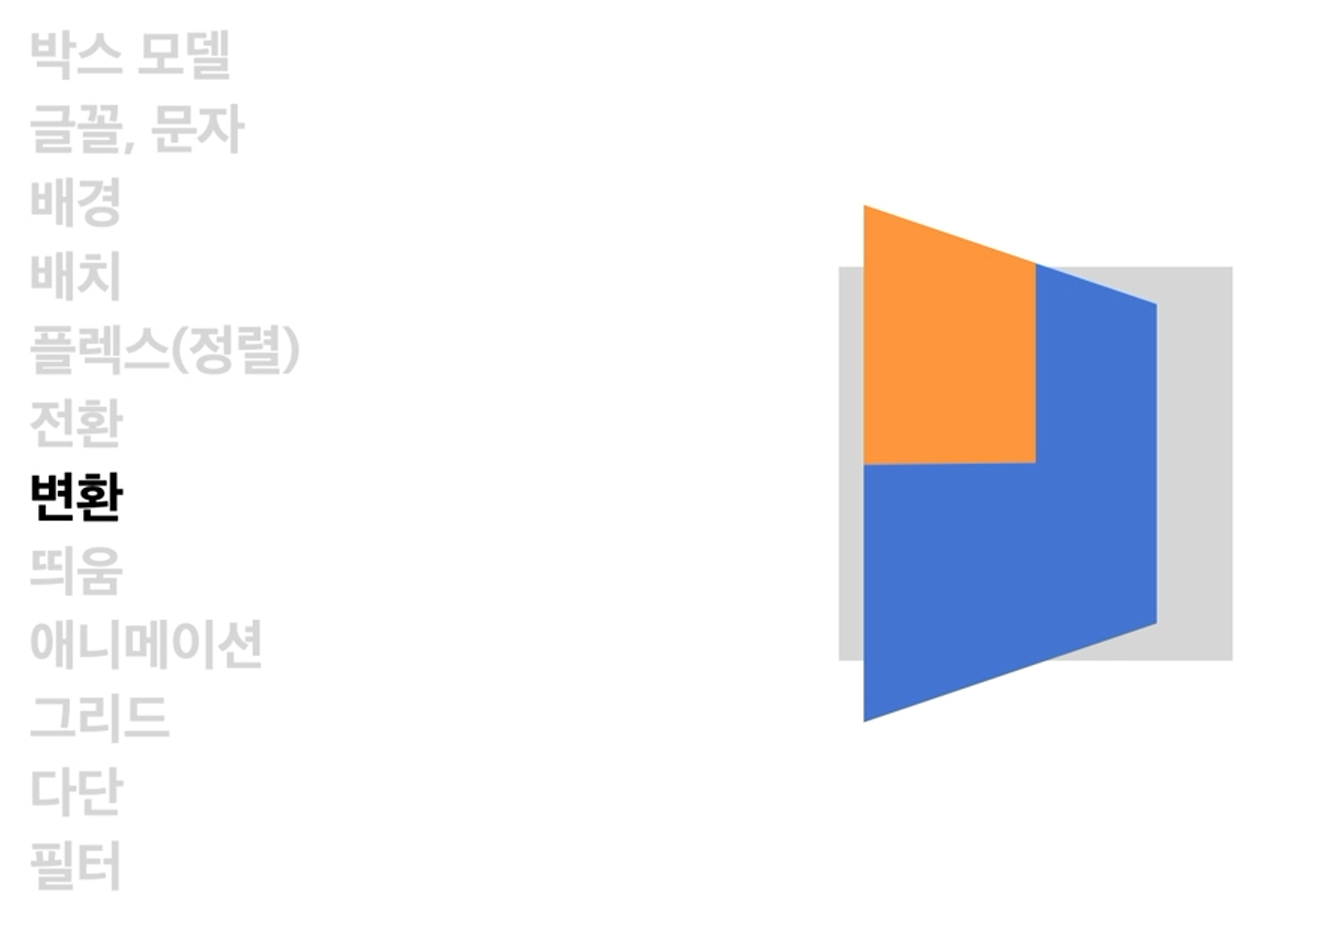 박스 모델
글꼴, 문자
배경
배치
플렉스(정렬)
전환
변환
띄움
애니메이션
그리드
다단
필터